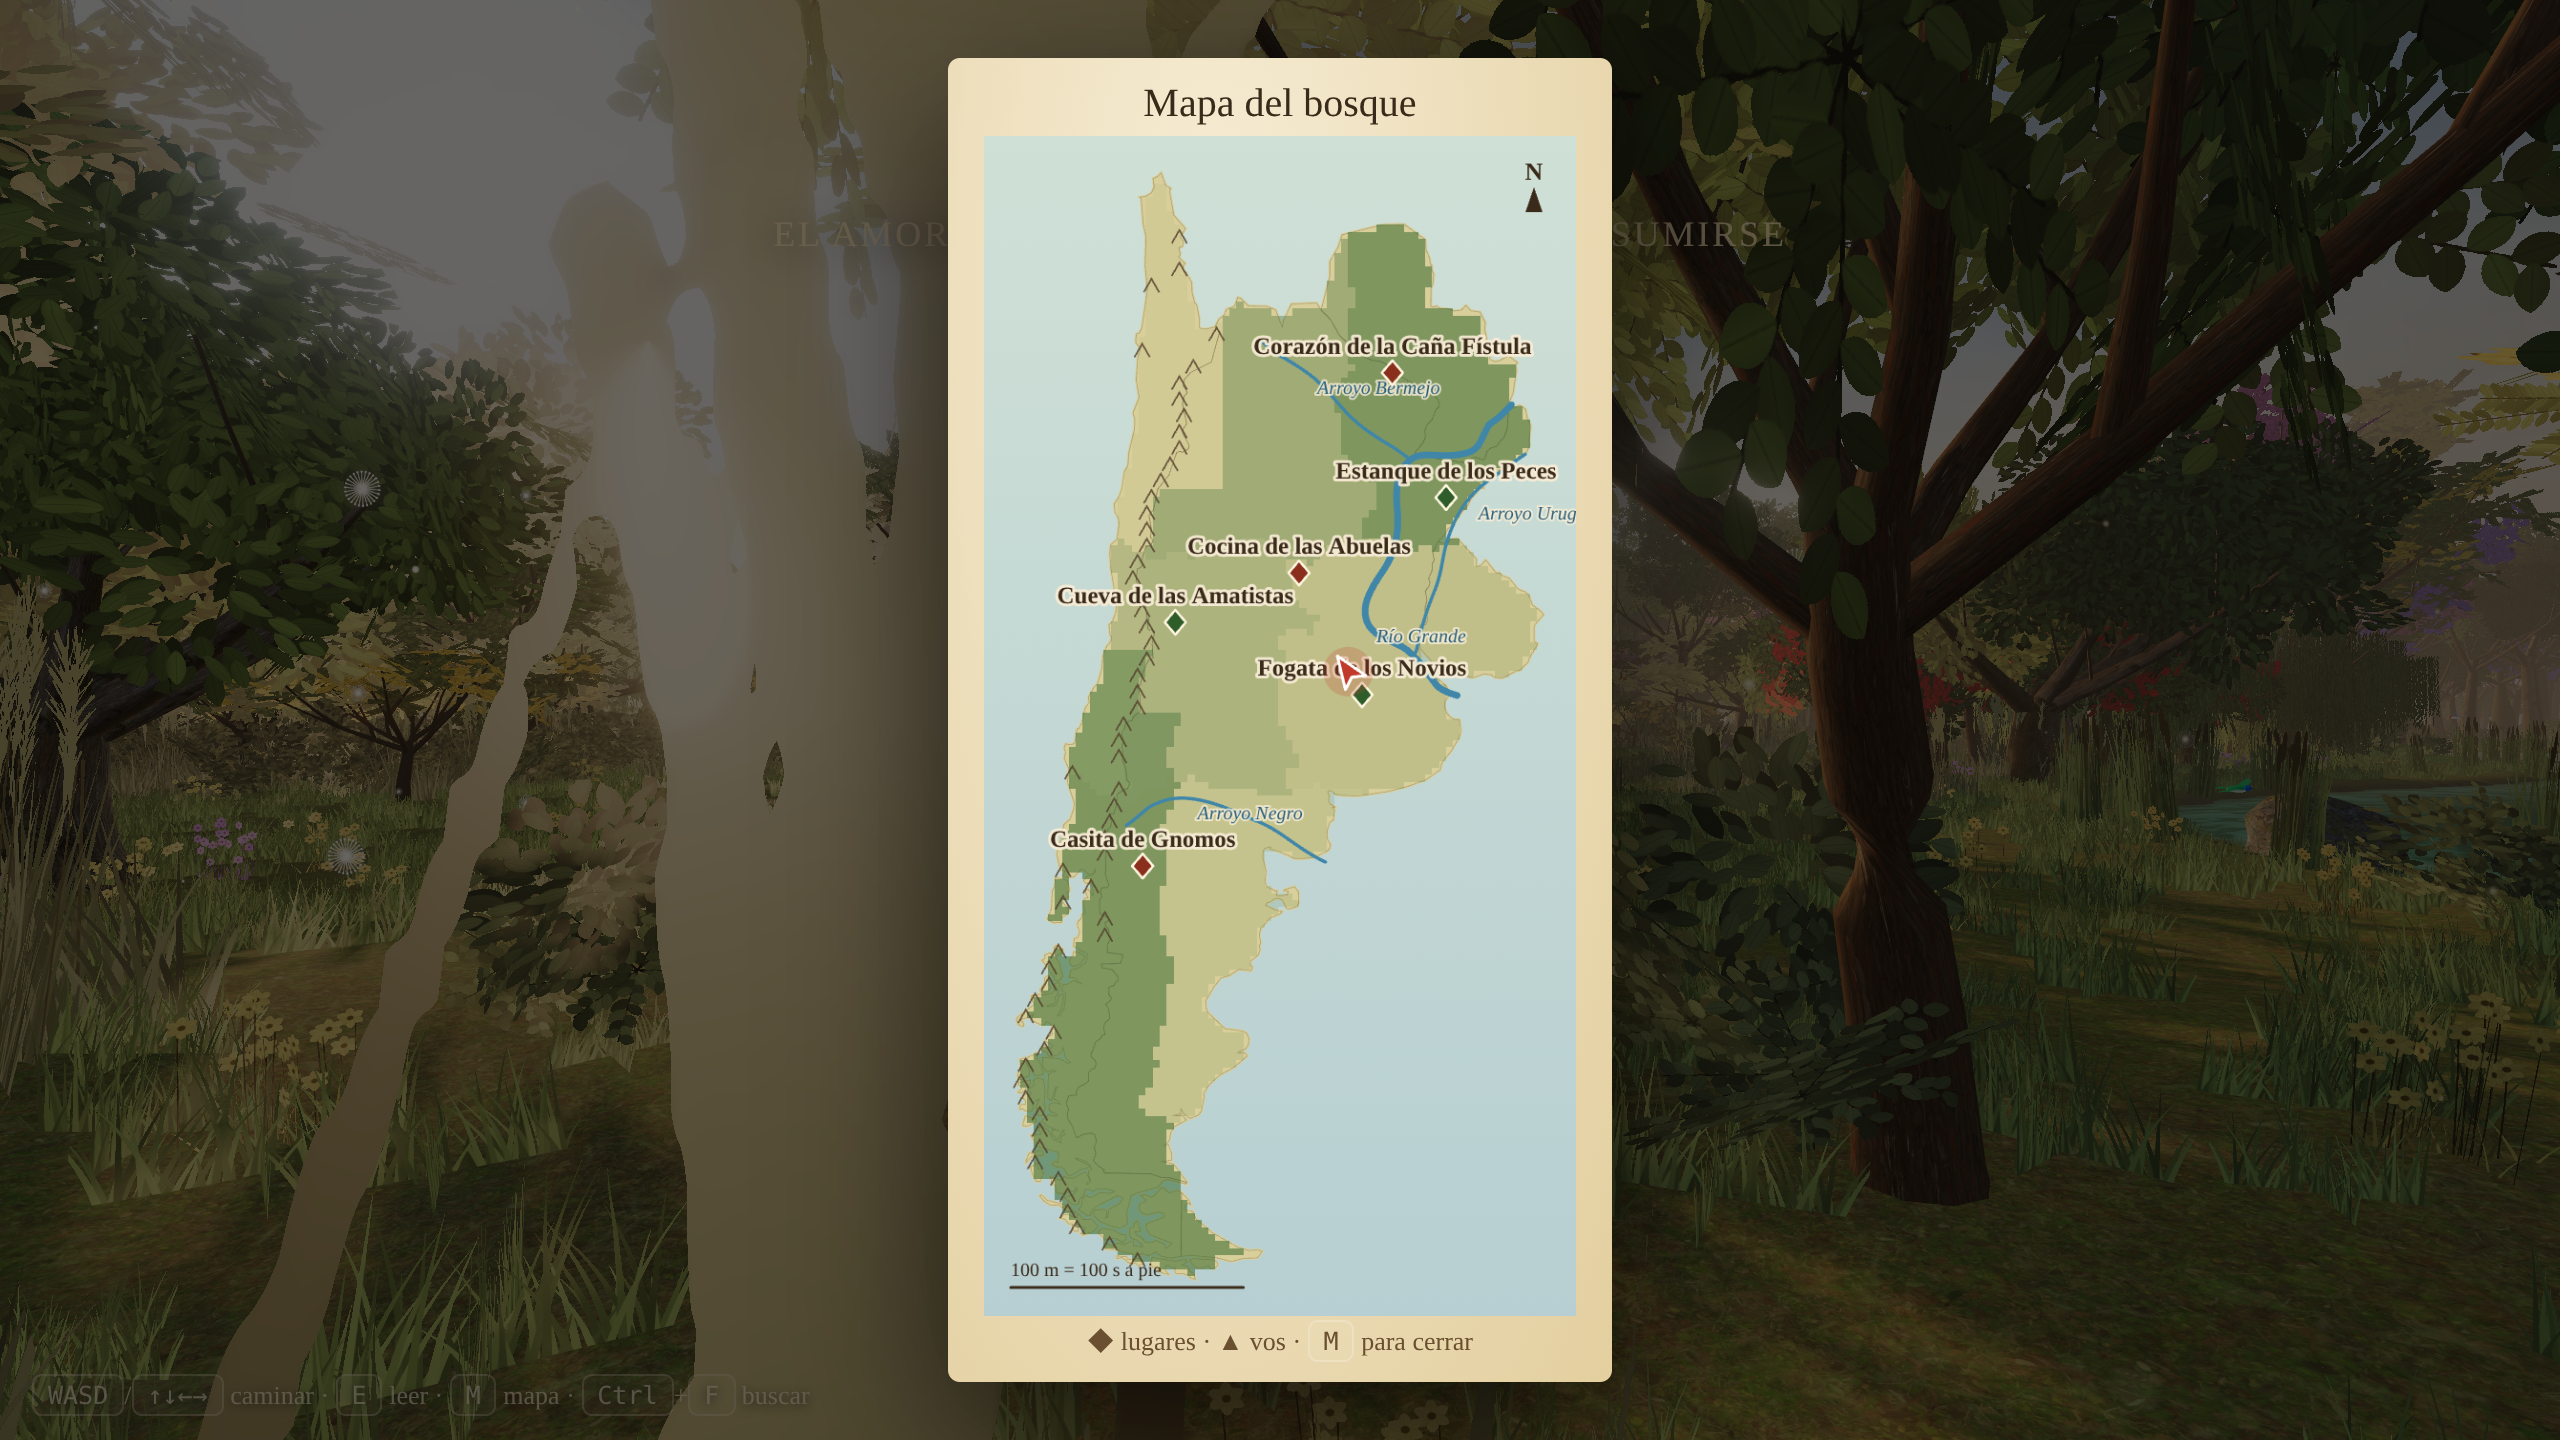 Mapa del bosque
N
EL AMOR
SUMIRSE
Corazón de la Caña Fístula
Arroyo Bermejo
Estanque de los Peces
Arroyo Urug
Cocina de las Abuelas
Cueva de las Amatistas
Río Grande
Fogata de los Novios
Arroyo Negro
Casita de Gnomos
100 m = 100 s a pie
◆ lugares · ▲ vos · M para cerrar
WASD / ↑↓←→ caminar · E leer · M mapa · Ctrl + F buscar